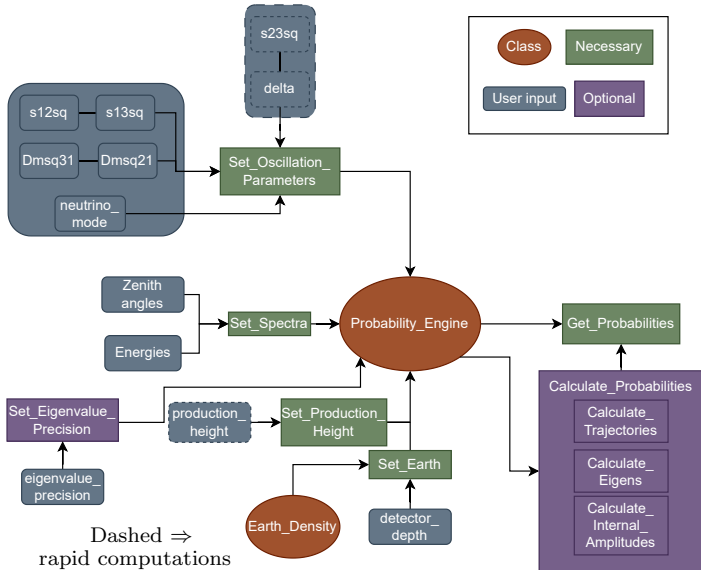 s23sq
delta
Class
Necessary
User input
Optional
s12sq
s13sq
Dmsq31
Dmsq21
neutrino_
mode
Set_Oscillation_
Parameters
Zenith
angles
Energies
Set_Spectra
Probability_Engine
Get_Probabilities
Set_Eigenvalue_
Precision
eigenvalue_
precision
production_
height
Set_Production_
Height
Set_Earth
Earth_Density
detector_
depth
Calculate_Probabilities
Calculate_
Trajectories
Calculate_
Eigens
Calculate_
Internal_
Amplitudes
Dashed ⇒
rapid computations